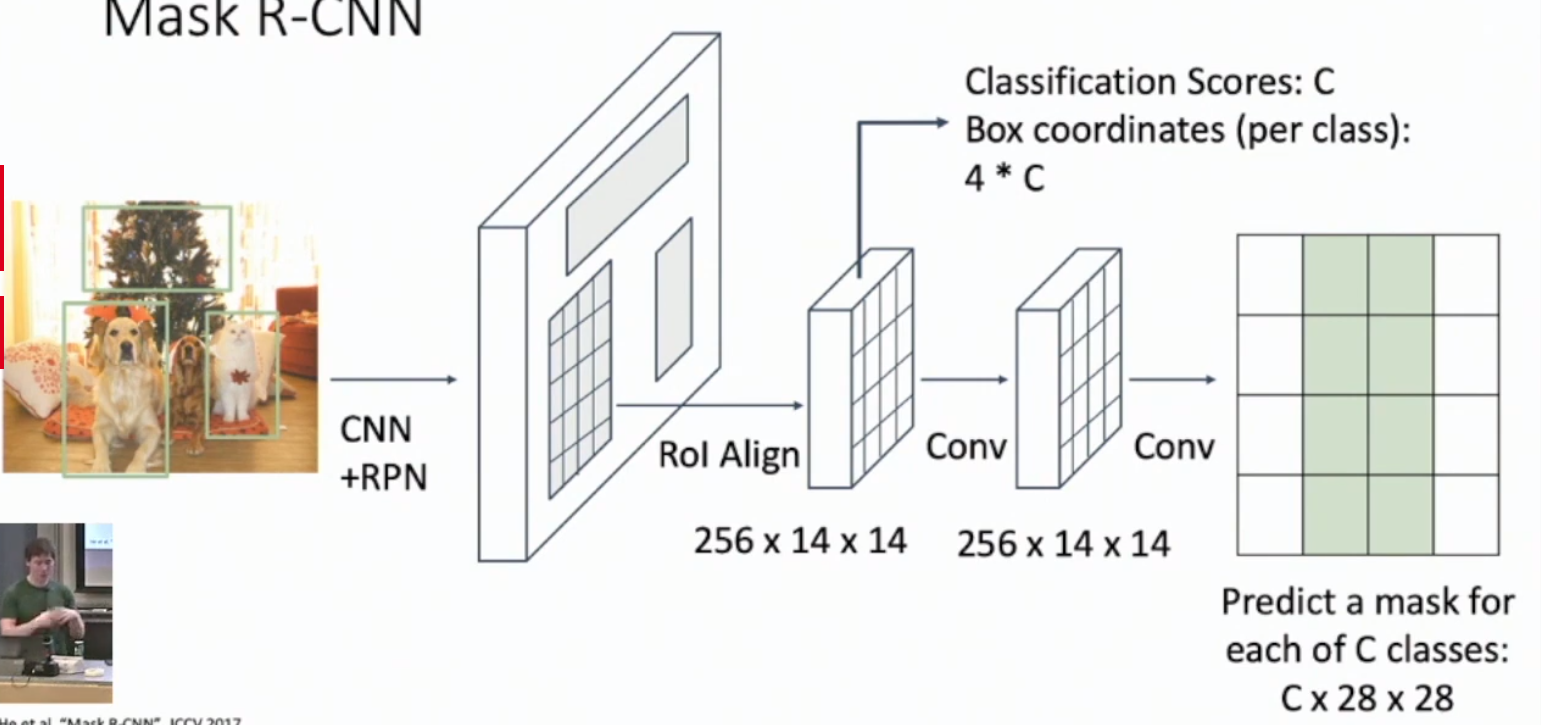 Mask R-CNN
Classification Scores: C
Box coordinates (per class):
4 * C
CNN
+RPN
RoI Align
Conv
Conv
256 x 14 x 14
256 x 14 x 14
Predict a mask for
each of C classes:
C x 28 x 28
He et al, “Mask R-CNN”, ICCV 2017